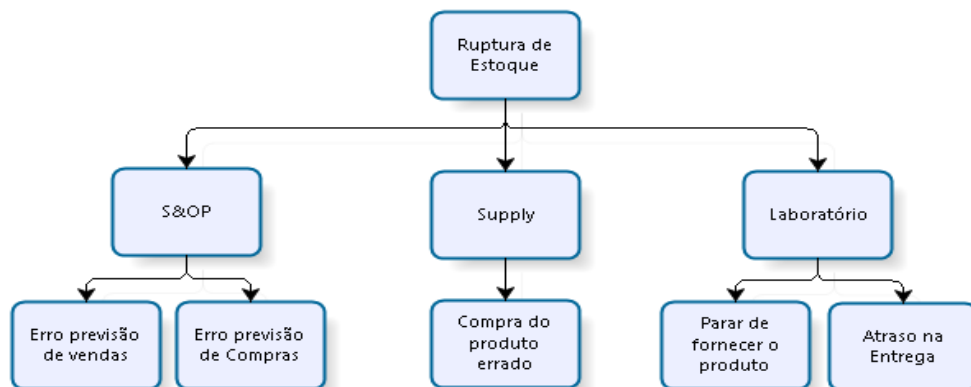 Ruptura de
Estoque
S&OP
Supply
Laboratório
Erro previsão
de vendas
Erro previsão
de Compras
Compra do
produto
errado
Parar de
fornecer o
produto
Atraso na
Entrega